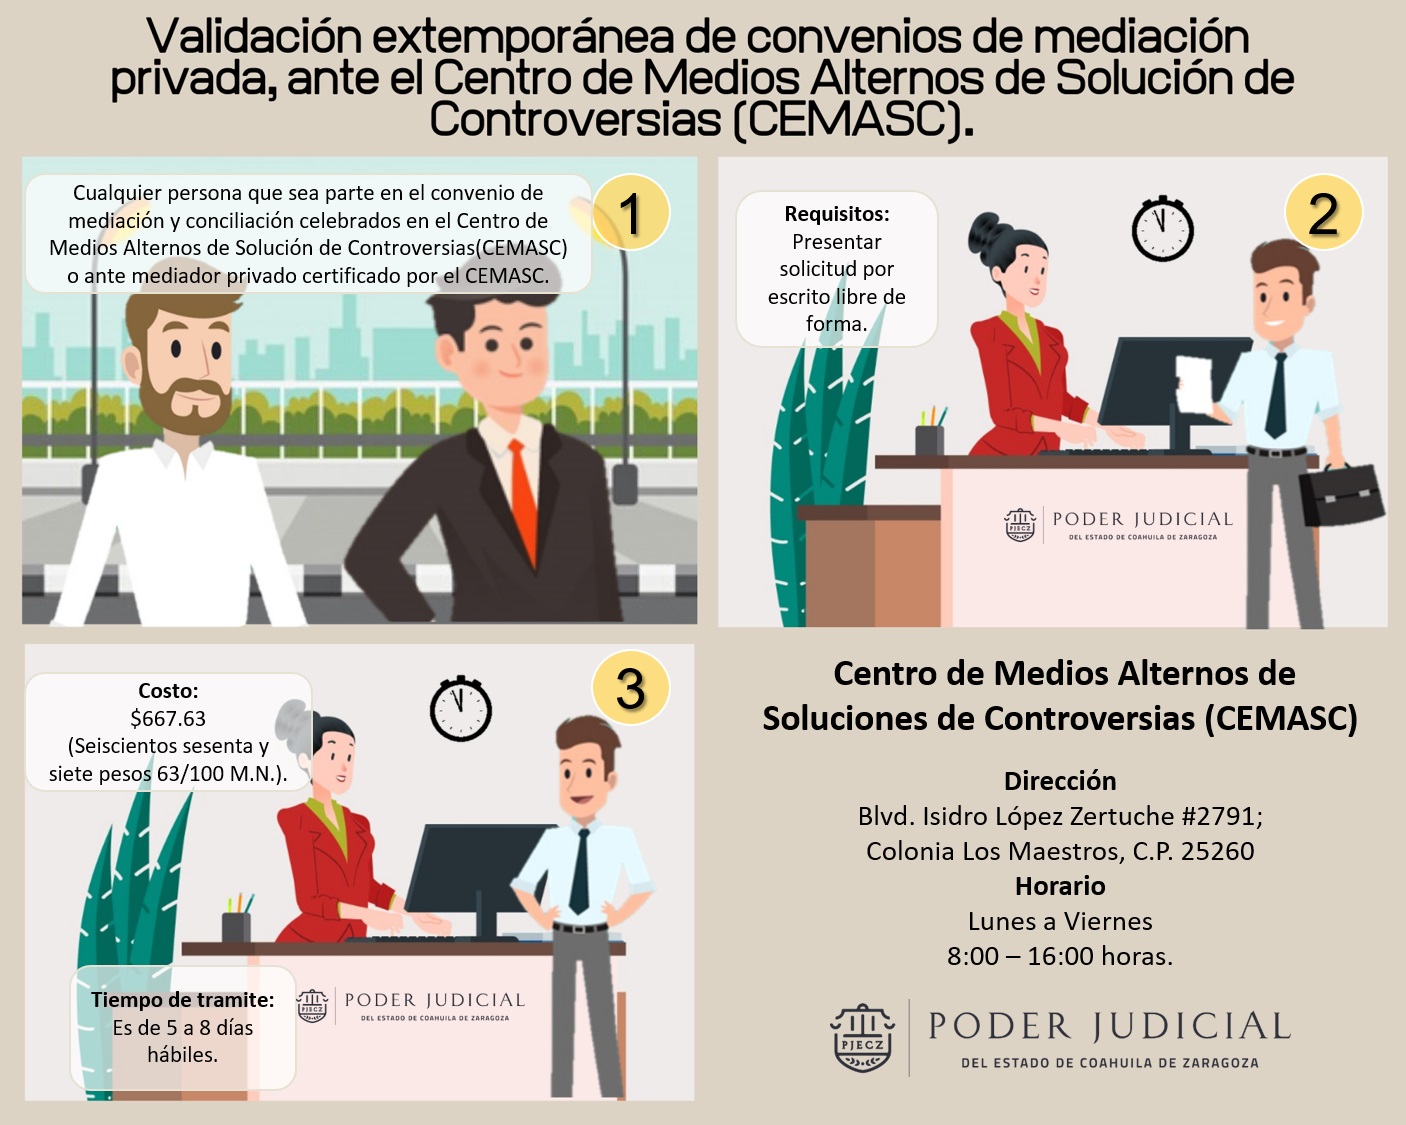 Validación extemporánea de convenios de mediación
privada, ante el Centro de Medios Alternos de Solución de
Controversias (CEMASC).
Cualquier persona que sea parte en el convenio de
mediación y conciliación celebrados en el Centro de
Medios Alternos de Solución de Controversias(CEMASC)
o ante mediador privado certificado por el CEMASC.
1
Requisitos:
Presentar
solicitud por
escrito libre de
forma.
2
PJECZ
PODER JUDICIAL
DEL ESTADO DE COAHUILA DE ZARAGOZA
Costo:
$667.63
(Seiscientos sesenta y
siete pesos 63/100 M.N.).
3
Tiempo de tramite:
Es de 5 a 8 días
hábiles.
PJECZ
PODER JUDICIAL
DEL ESTADO DE COAHUILA DE ZARAGOZA
Centro de Medios Alternos de
Soluciones de Controversias (CEMASC)
Dirección
Blvd. Isidro López Zertuche #2791;
Colonia Los Maestros, C.P. 25260
Horario
Lunes a Viernes
8:00 – 16:00 horas.
PJECZ
PODER JUDICIAL
DEL ESTADO DE COAHUILA DE ZARAGOZA